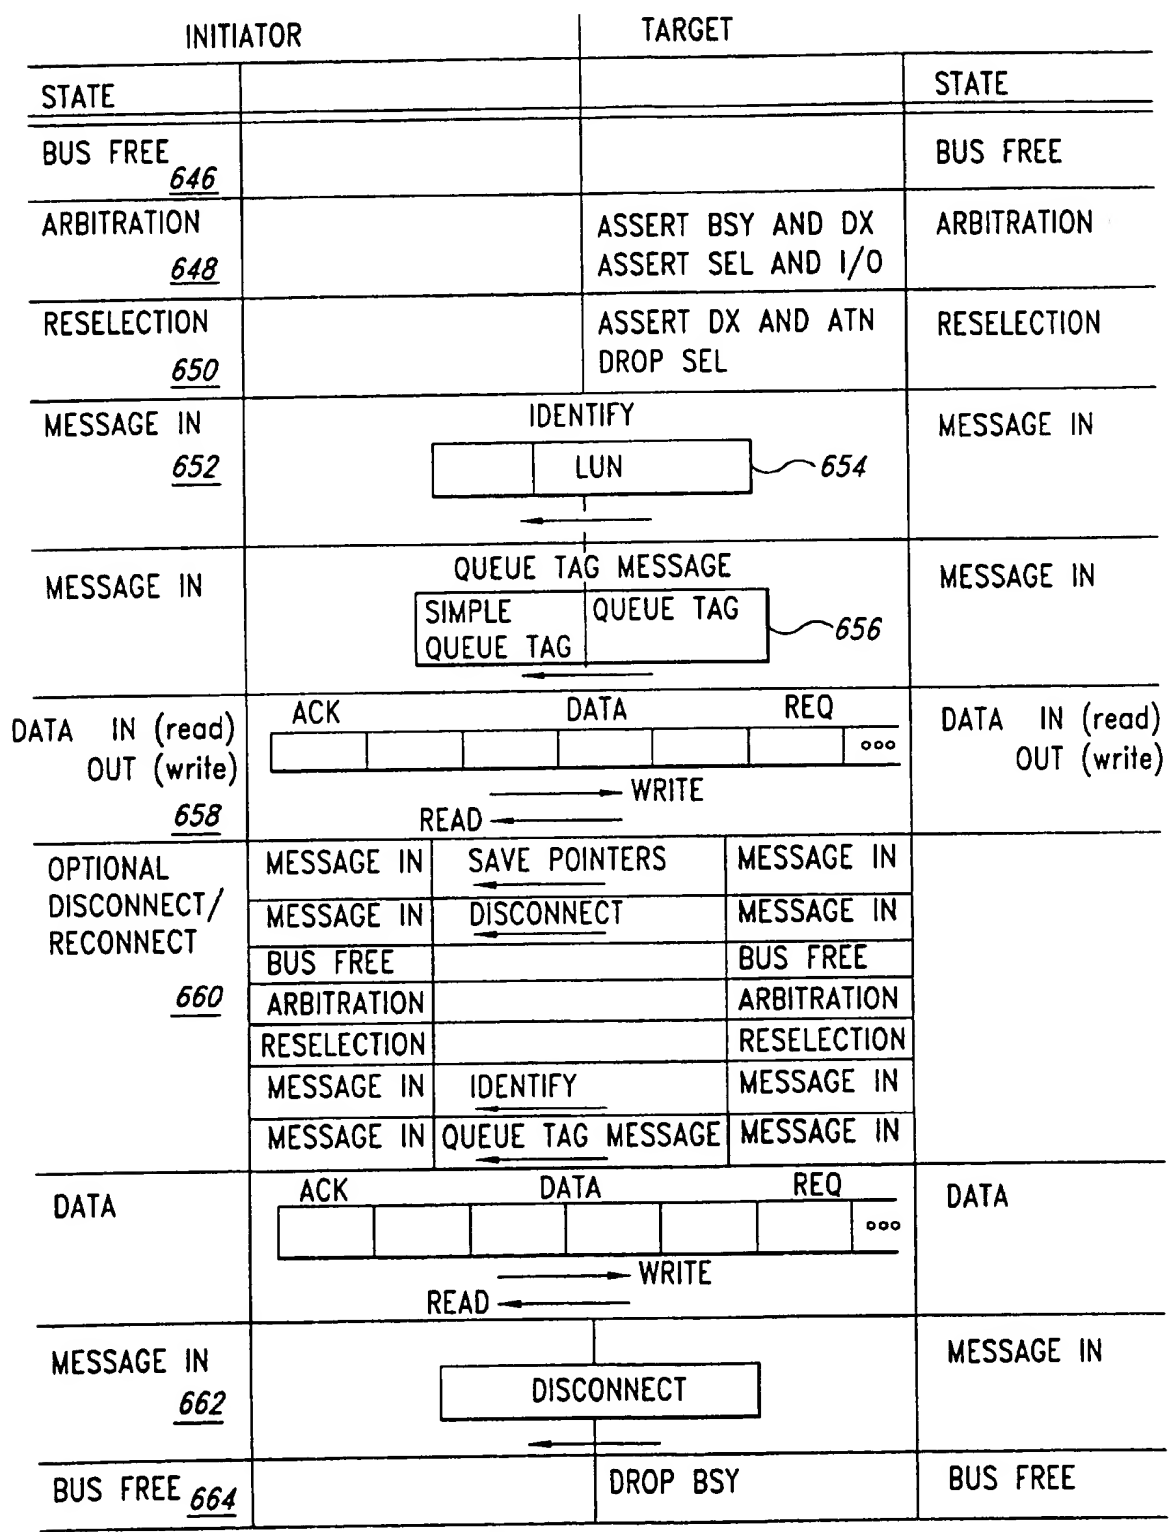 INITIATOR TARGET
STATE STATE
BUS FREE BUS FREE
646
ARBITRATION ASSERT BSY AND DX ARBITRATION
648 ASSERT SEL AND I/O
RESELECTION ASSERT DX AND ATN RESELECTION
650 DROP SEL
MESSAGE IN IDENTIFY MESSAGE IN
652 LUN 654
MESSAGE IN QUEUE TAG MESSAGE MESSAGE IN
SIMPLE QUEUE TAG
QUEUE TAG 656
DATA IN (read) ACK DATA REQ DATA IN (read)
OUT (write) ooo OUT (write)
658 WRITE
READ
OPTIONAL MESSAGE IN SAVE POINTERS MESSAGE IN
DISCONNECT/ MESSAGE IN DISCONNECT MESSAGE IN
RECONNECT BUS FREE BUS FREE
660 ARBITRATION ARBITRATION
RESELECTION RESELECTION
MESSAGE IN IDENTIFY MESSAGE IN
MESSAGE IN QUEUE TAG MESSAGE MESSAGE IN
DATA ACK DATA REQ DATA
ooo
WRITE
READ
MESSAGE IN MESSAGE IN
662 DISCONNECT
BUS FREE 664 DROP BSY BUS FREE